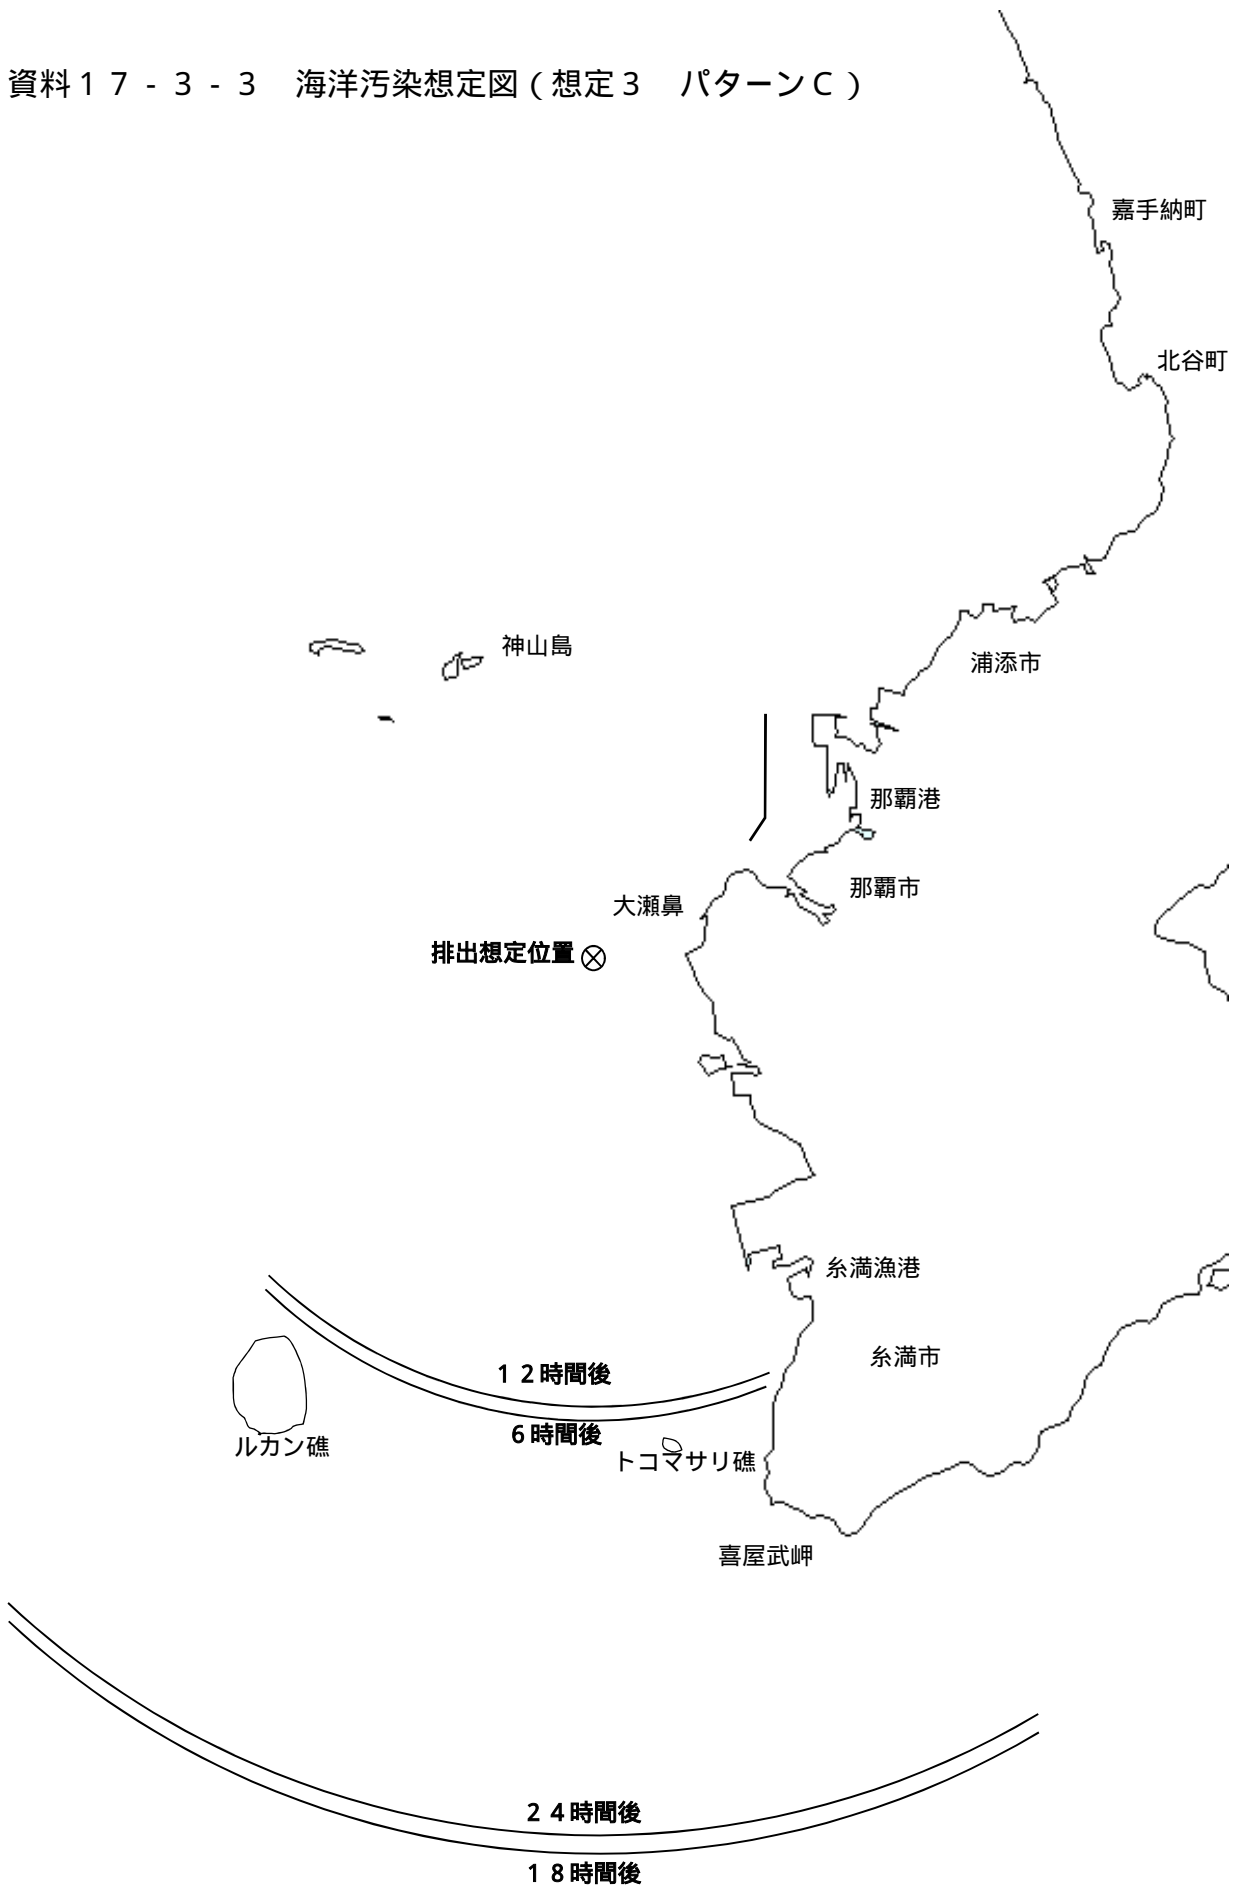 資料１７－３－３　海洋汚染想定図（想定３　パターンＣ）
嘉手納町
北谷町
神山島
浦添市
那覇港
那覇市
大瀬鼻
排出想定位置
糸満漁港
糸満市
１２時間後
６時間後
ルカン礁
トコマサリ礁
喜屋武岬
２４時間後
１８時間後